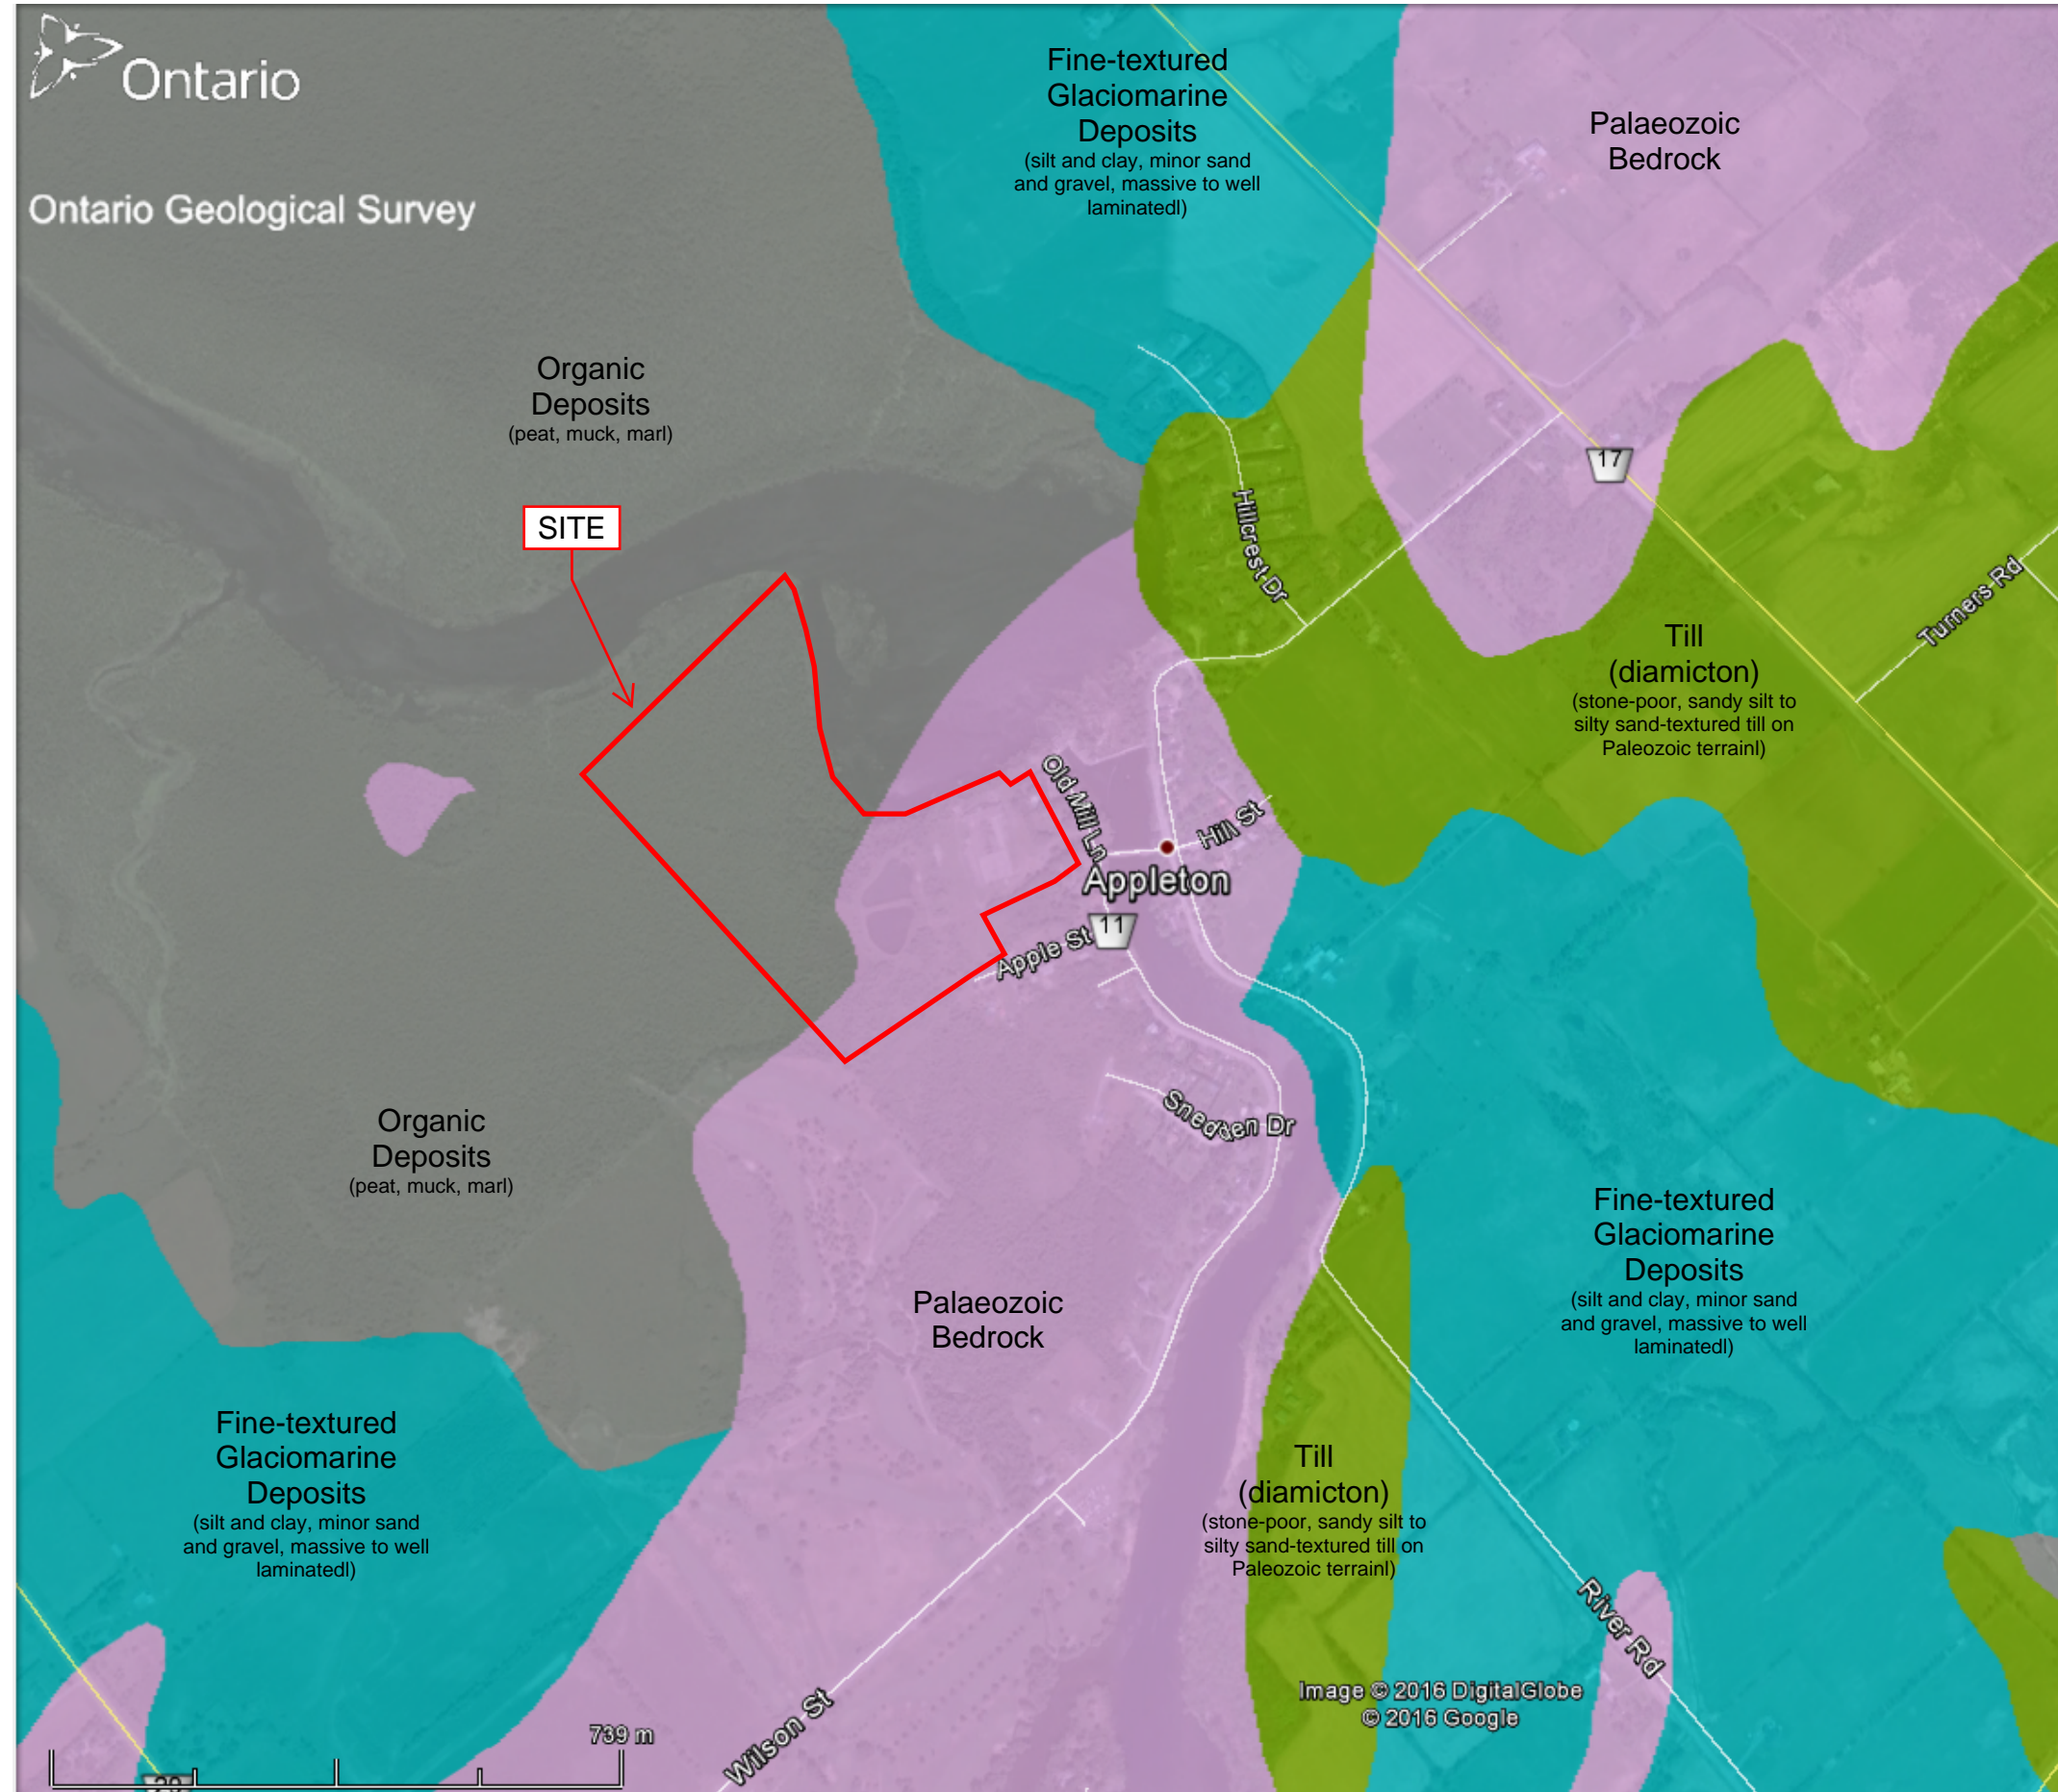 Ontario
Ontario Geological Survey
Fine-textured
Glaciomarine
Deposits
(silt and clay, minor sand
and gravel, massive to well
laminatedl)
Palaeozoic
Bedrock
Organic
Deposits
(peat, muck, marl)
SITE
17
Hillcrest Dr
Turners Rd
Till
(diamicton)
(stone-poor, sandy silt to
silty sand-textured till on
Paleozoic terrainl)
Old Mill Ln
Hill St
Appleton
11
Apple St
Snedden Dr
Organic
Deposits
(peat, muck, marl)
Fine-textured
Glaciomarine
Deposits
(silt and clay, minor sand
and gravel, massive to well
laminatedl)
Palaeozoic
Bedrock
Fine-textured
Glaciomarine
Deposits
(silt and clay, minor sand
and gravel, massive to well
laminatedl)
Till
(diamicton)
(stone-poor, sandy silt to
silty sand-textured till on
Paleozoic terrainl)
River Rd
Image © 2016 DigitalGlobe
© 2016 Google
Wilson St
739 m